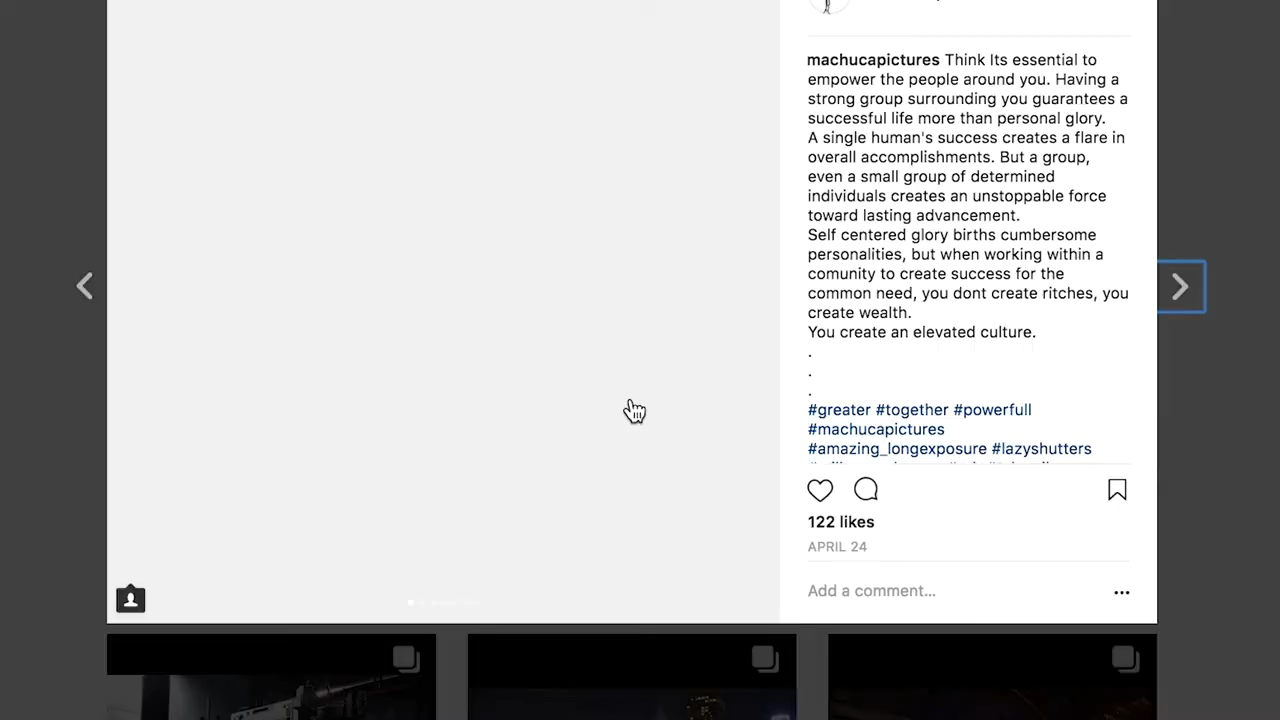 machucapictures Think Its essential to
empower the people around you. Having a
strong group surrounding you guarantees a
successful life more than personal glory.
A single human's success creates a flare in
overall accomplishments. But a group,
even a small group of determined
individuals creates an unstoppable force
toward lasting advancement.
Self centered glory births cumbersome
personalities, but when working within a
comunity to create success for the
common need, you dont create ritches, you
create wealth.
You create an elevated culture.
.
.
.
#greater #together #powerfull
#machucapictures
#amazing_longexposure #lazyshutters
122 likes
APRIL 24
Add a comment...